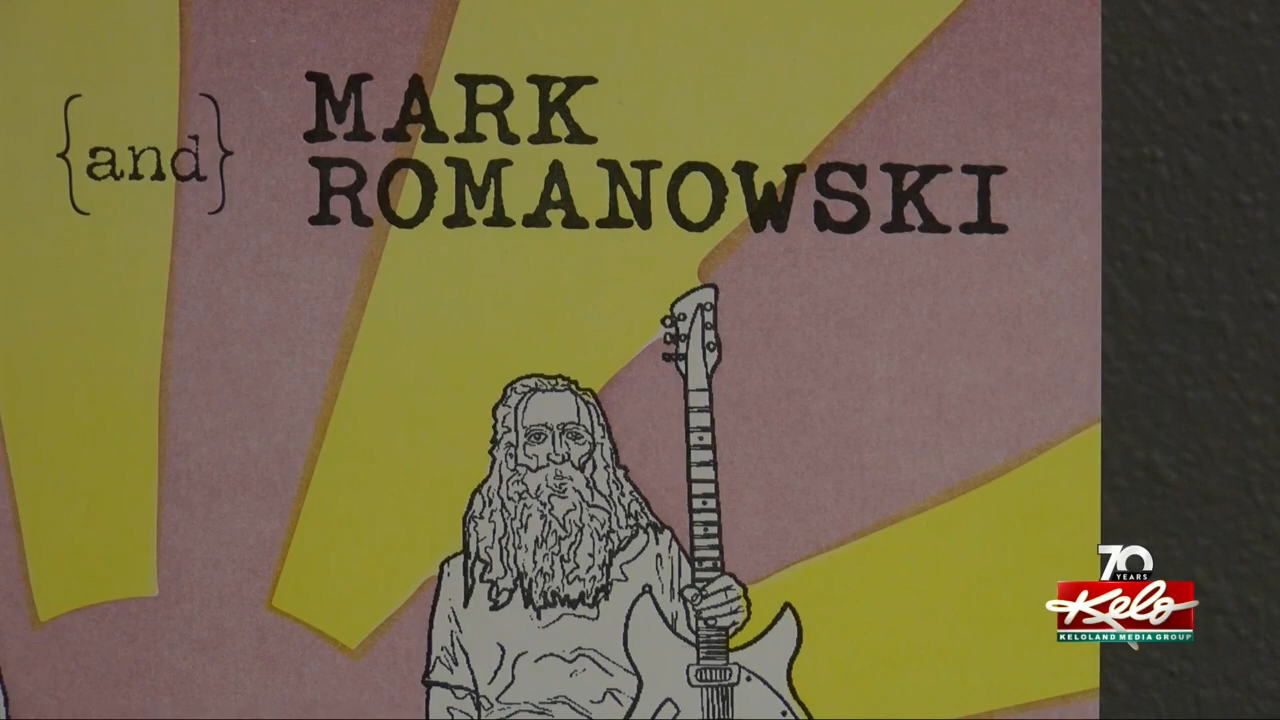 {and}
MARK
ROMANOWSKI
70
YEARS
Kelo
KELOLAND MEDIA GROUP